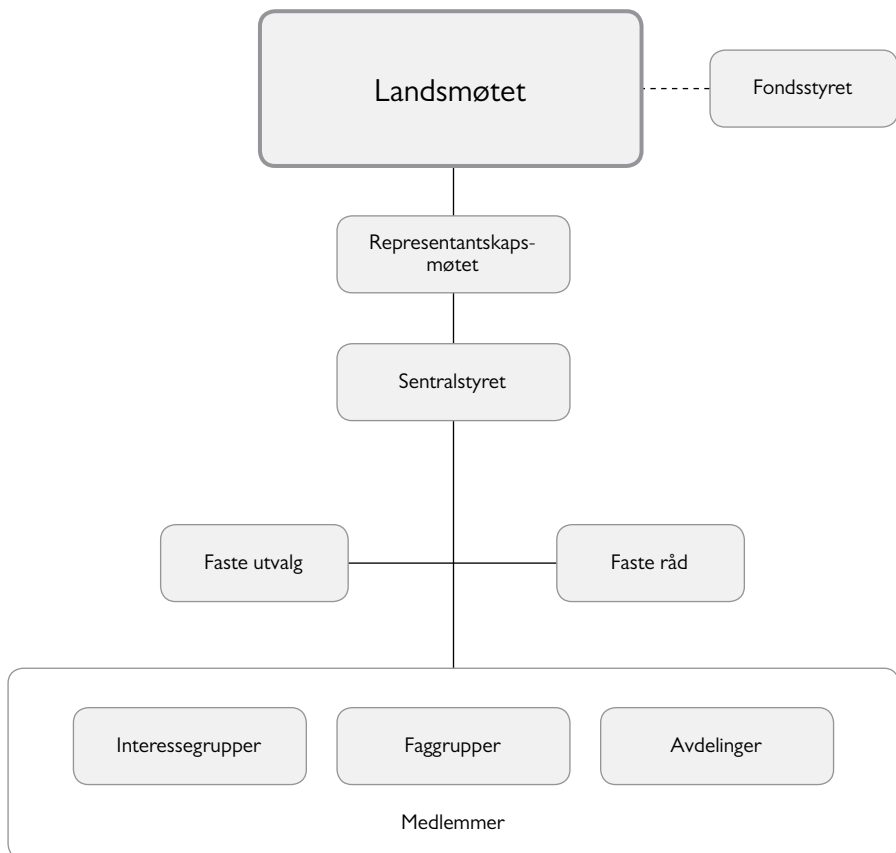 Landsmøtet
Fondsstyret
Representantskaps-
møtet
Sentralstyret
Faste utvalg
Faste råd
Interessegrupper
Faggrupper
Avdelinger
Medlemmer